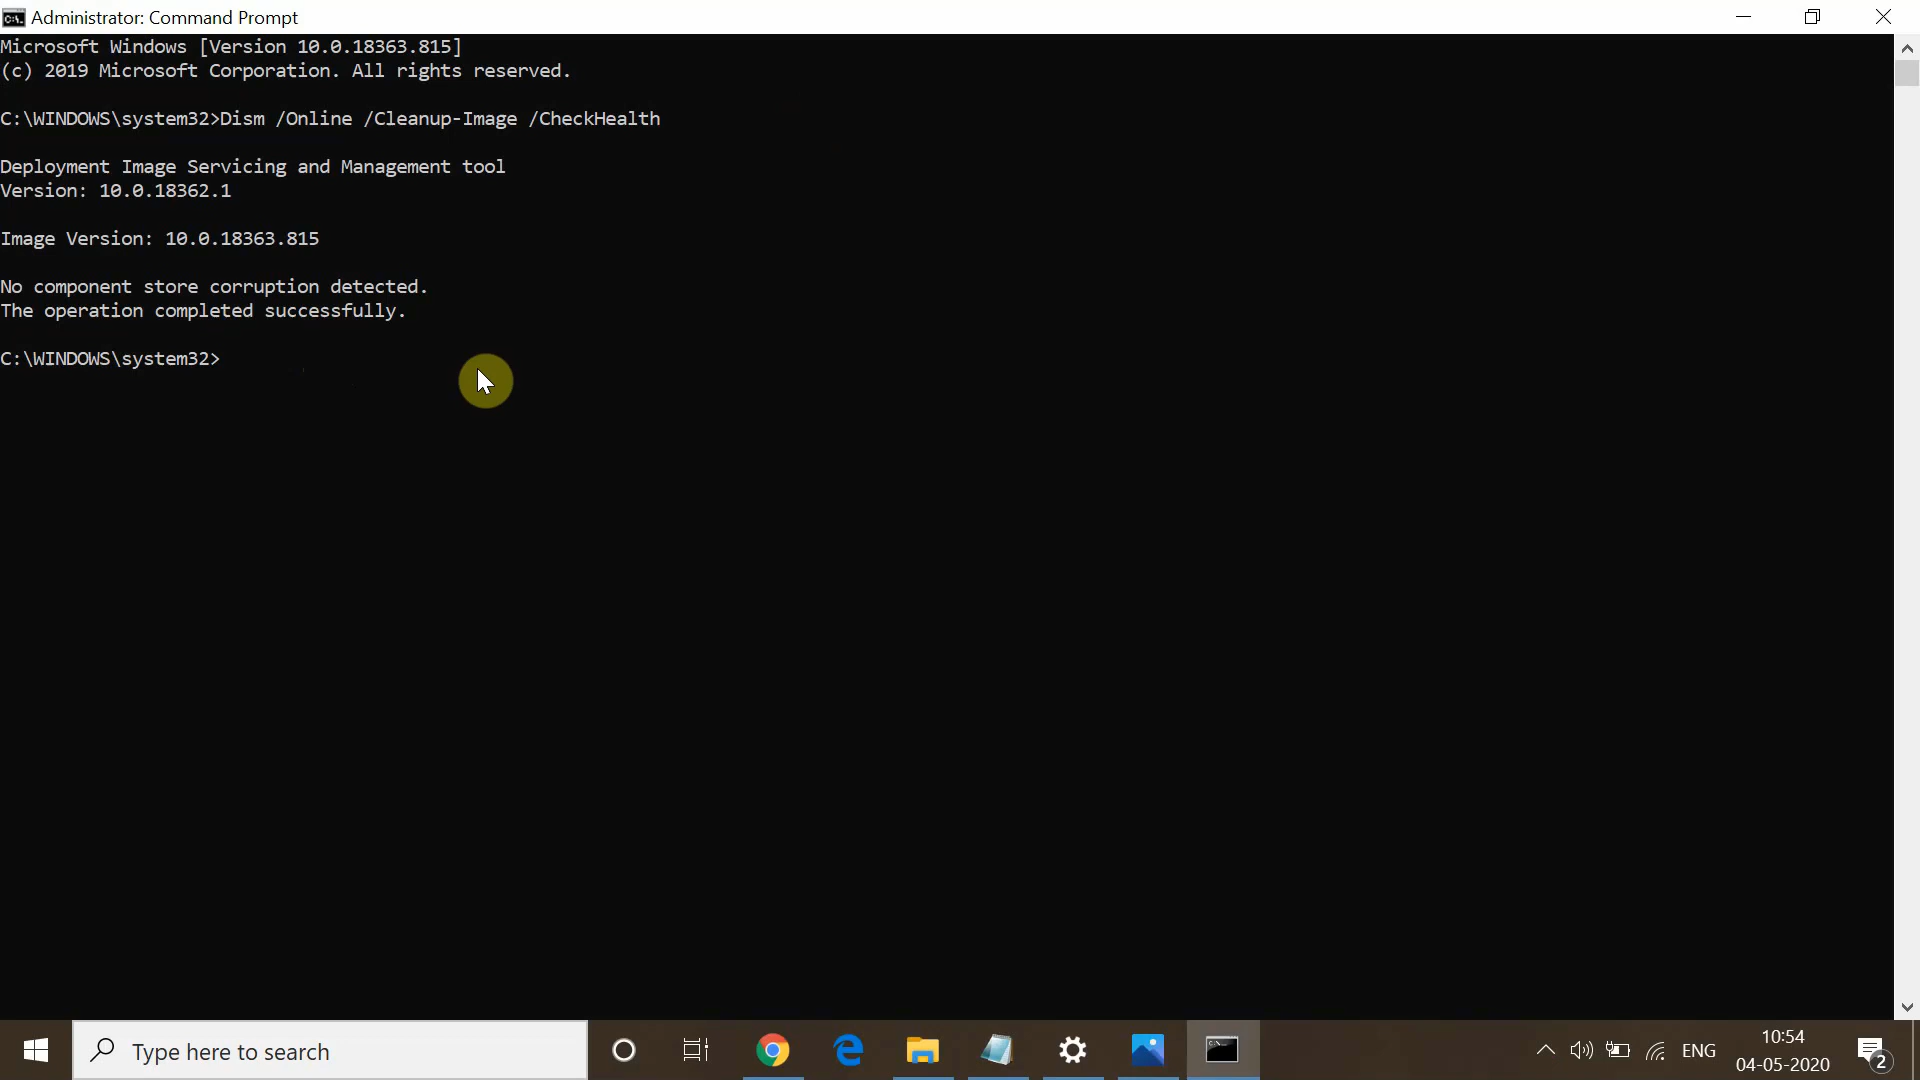 Administrator: Command Prompt
Microsoft Windows [Version 10.0.18363.815]
(c) 2019 Microsoft Corporation. All rights reserved.
C:\WINDOWS\system32>Dism /Online /Cleanup-Image /CheckHealth
Deployment Image Servicing and Management tool
Version: 10.0.18362.1
Image Version: 10.0.18363.815
No component store corruption detected.
The operation completed successfully.
C:\WINDOWS\system32>
Type here to search
ENG
10:54
04-05-2020
2